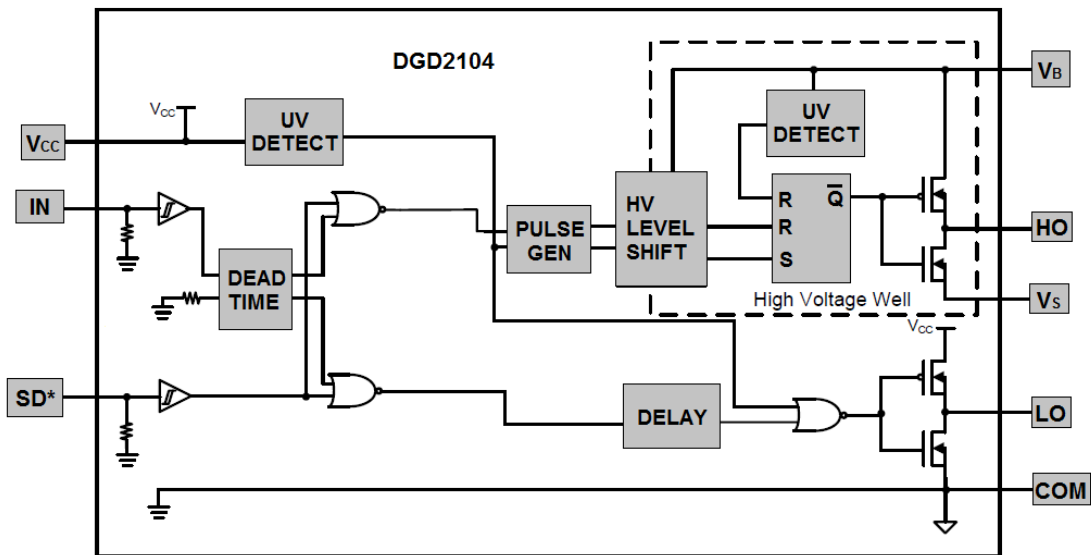 DGD2104
VCC
VCC
UV
DETECT
IN
DEAD
TIME
SD*
PULSE
GEN
HV
LEVEL
SHIFT
UV
DETECT
R
R
S
Q̅
High Voltage Well
VB
HO
VS
VCC
DELAY
LO
COM